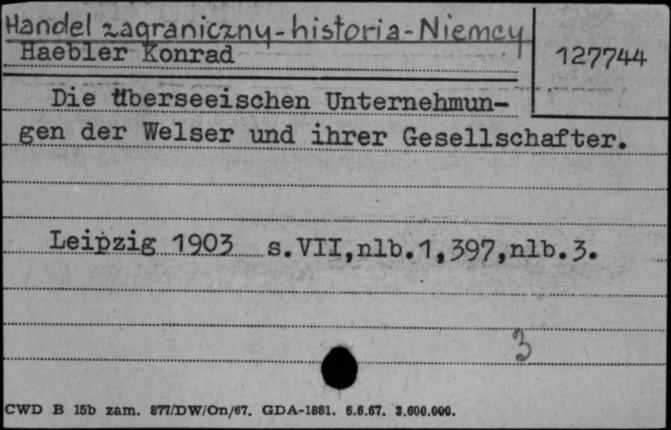 Handel zagraniczny - historia - Niemcy
Haebler Konrad
127744
Die überseeischen Unternehmun-
gen der Welser und ihrer Gesellschafter.
Leipzig 1903 s.VII,nlb.1,397,nlb.3.
3
CWD B 15b zam. 877/DW/On/67. GDA-1881. 6.6.67. 3.600.000.